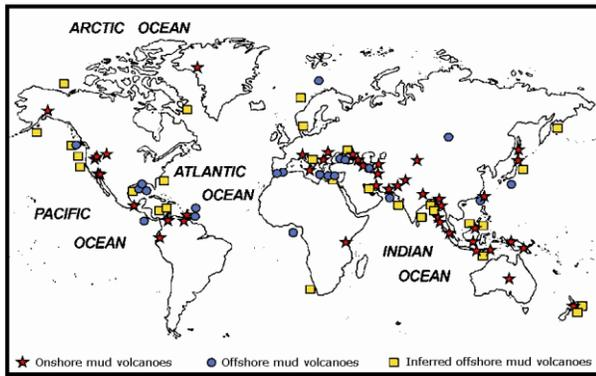 ARCTIC OCEAN
ATLANTIC
OCEAN
PACIFIC
OCEAN
INDIAN
OCEAN
Onshore mud volcanoes Offshore mud volcanoes Inferred offshore mud volcanoes